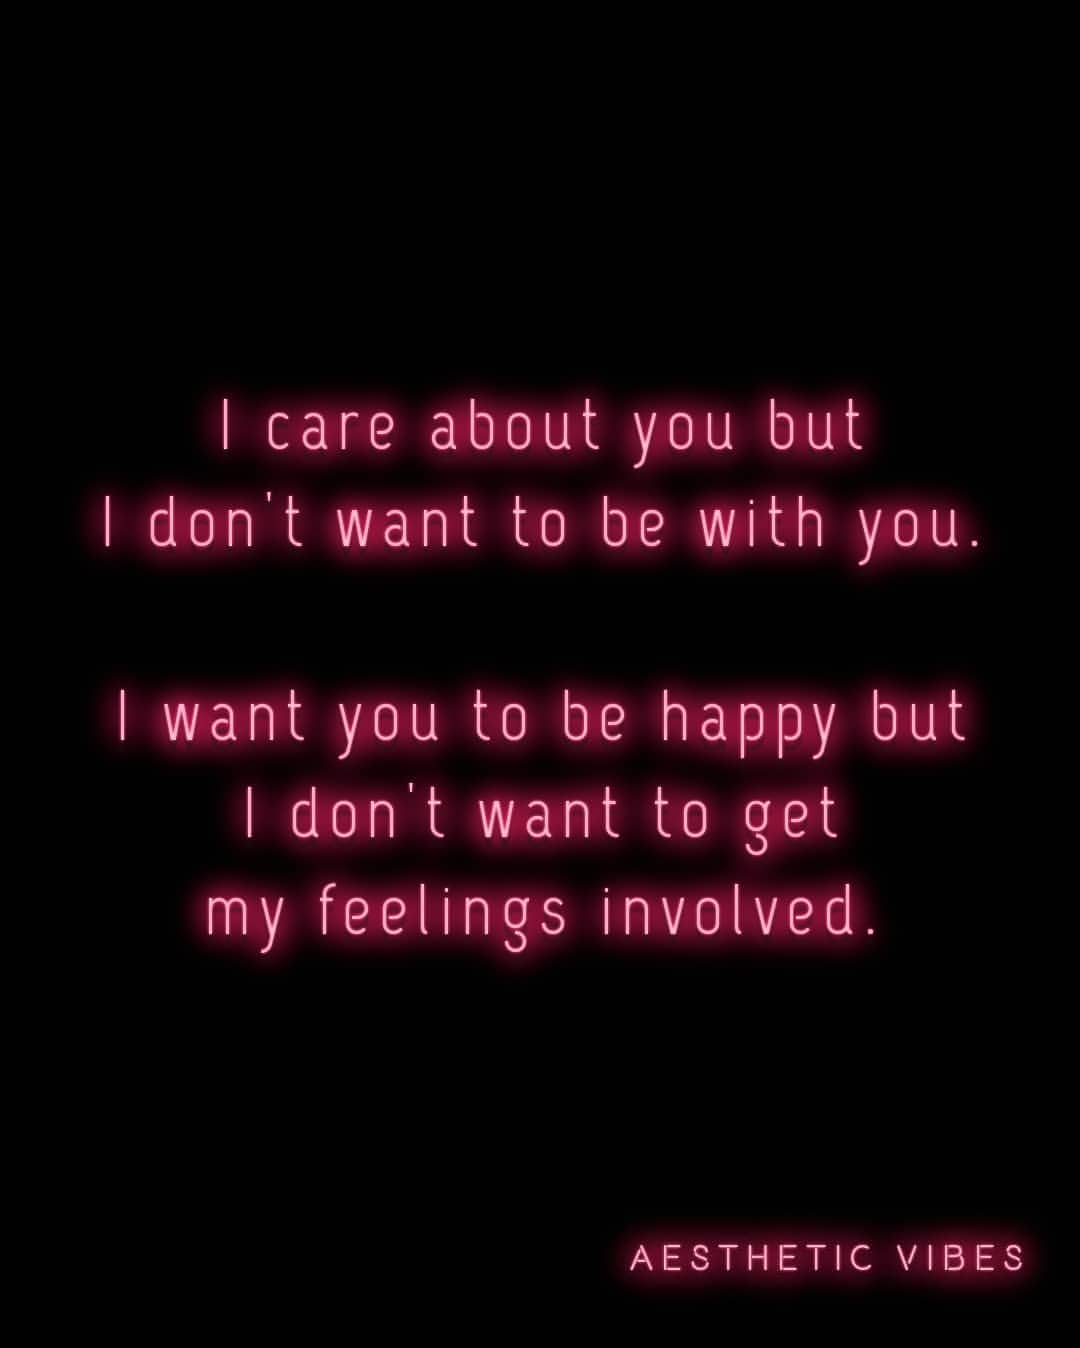 I care about you but
I don't want to be with you.
I want you to be happy but
I don't want to get
my feelings involved.
AESTHETIC VIBES